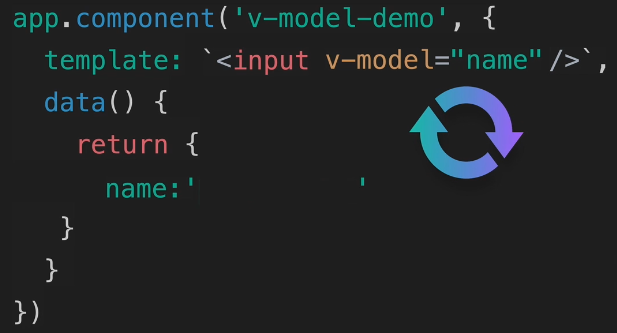 app.component('v-model-demo', {
template: `<input v-model="name" />`,
data() {
return {
name:' '
}
}
})